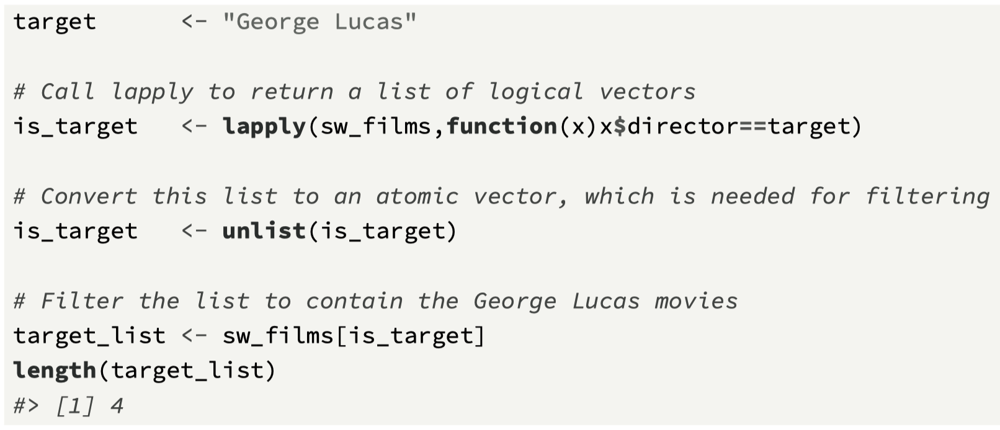 target      <- "George Lucas"
# Call lapply to return a list of logical vectors
is_target   <- lapply(sw_films,function(x)x$director==target)
# Convert this list to an atomic vector, which is needed for filtering
is_target   <- unlist(is_target)
# Filter the list to contain the George Lucas movies
target_list <- sw_films[is_target]
length(target_list)
#> [1] 4